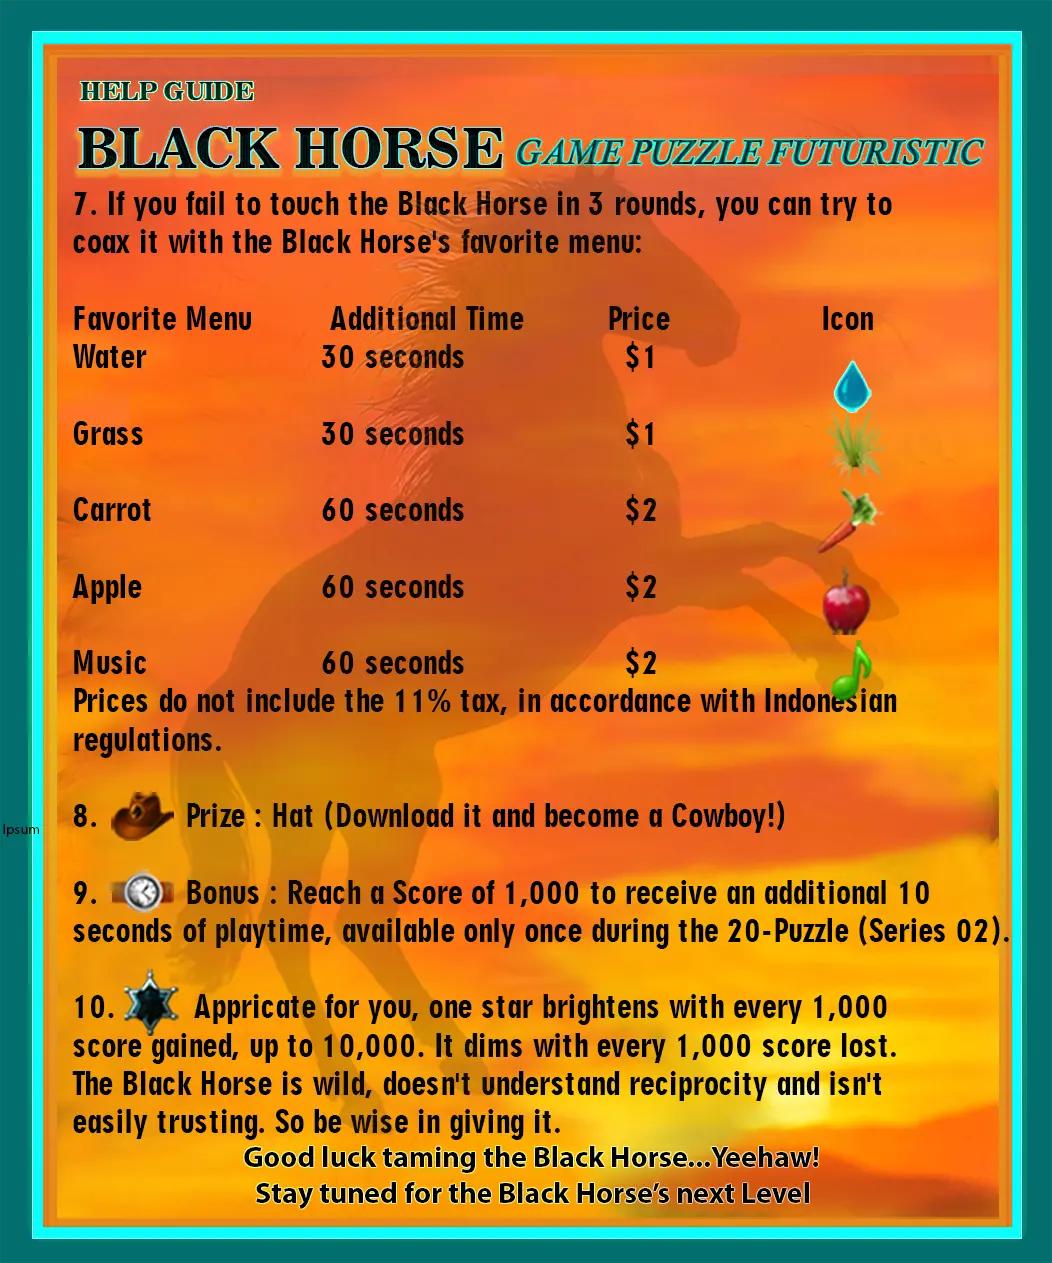 HELP GUIDE
BLACK HORSE GAME PUZZLE FUTURISTIC
7. If you fail to touch the Black Horse in 3 rounds, you can try to
coax it with the Black Horse's favorite menu:
Favorite Menu Additional Time Price Icon
Water 30 seconds $1
Grass 30 seconds $1
Carrot 60 seconds $2
Apple 60 seconds $2
Music 60 seconds $2
Prices do not include the 11% tax, in accordance with Indonesian
regulations.
8. Prize : Hat (Download it and become a Cowboy!)
Ipsum
9. Bonus : Reach a Score of 1,000 to receive an additional 10
seconds of playtime, available only once during the 20-Puzzle (Series 02).
10. Appricate for you, one star brightens with every 1,000
score gained, up to 10,000. It dims with every 1,000 score lost.
The Black Horse is wild, doesn't understand reciprocity and isn't
easily trusting. So be wise in giving it.
Good luck taming the Black Horse...Yeehaw!
Stay tuned for the Black Horse's next Level